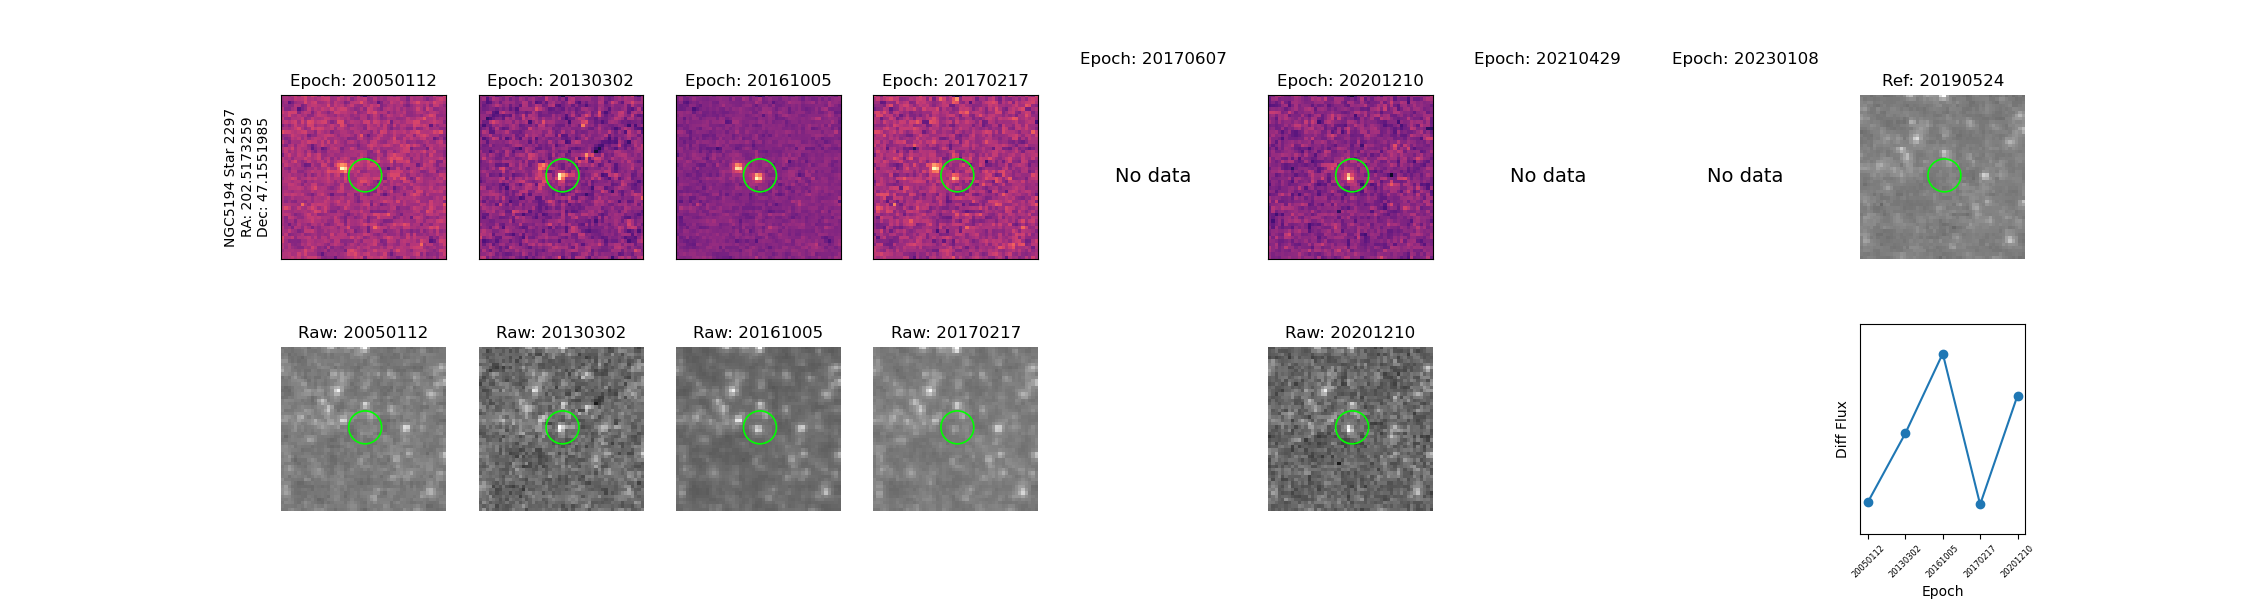 Epoch: 20050112
Epoch: 20130302
Epoch: 20161005
Epoch: 20170217
Epoch: 20170607
Epoch: 20201210
Epoch: 20210429
Epoch: 20230108
Ref: 20190524
NGC5194 Star 2297
RA: 202.5173259
Dec: 47.1551985
No data
No data
No data
Raw: 20050112
Raw: 20130302
Raw: 20161005
Raw: 20170217
Raw: 20201210
Diff Flux
20050112
20130302
20161005
20170217
20201210
Epoch